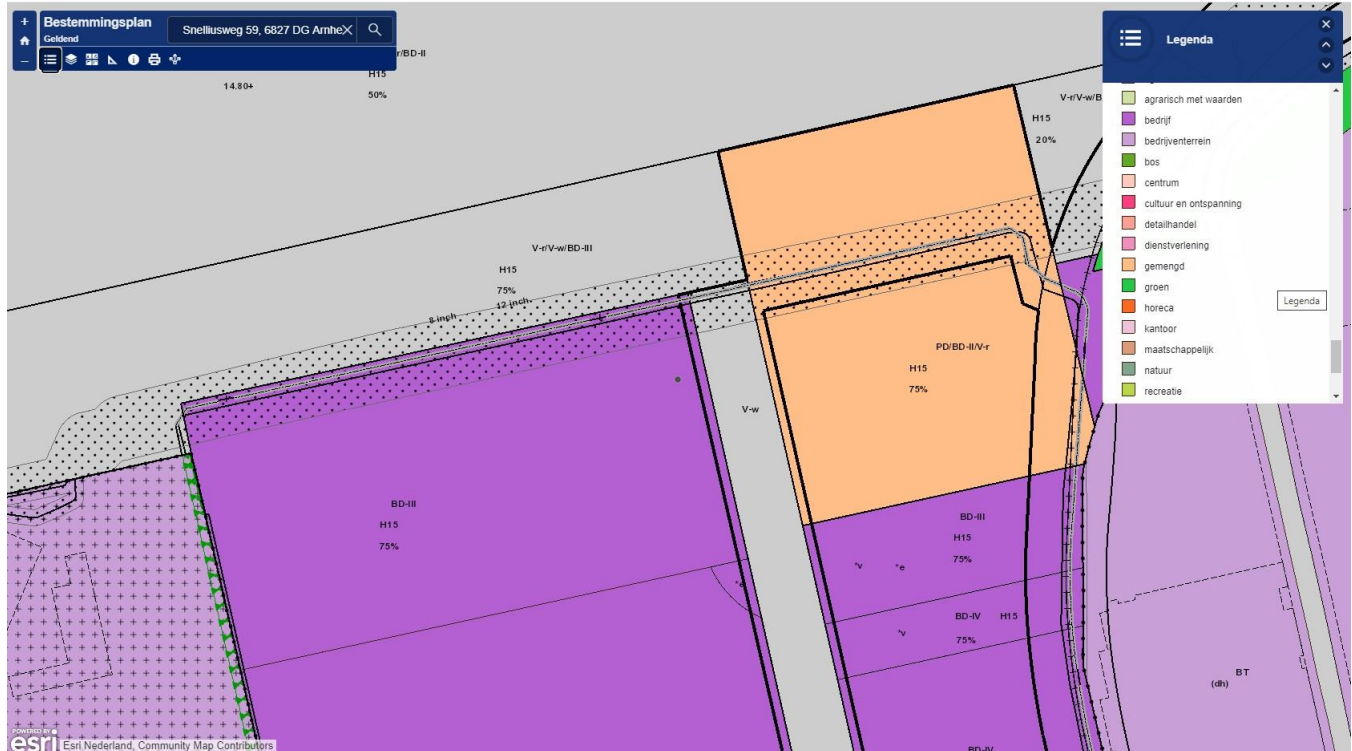 Bestemmingsplan
Geldend
Snelliusweg 59, 6827 DG Arnhe
Legenda
r/BD-II
H15
50%
14.80+
V-r/V-w/B
H15
20%
agrarisch met waarden
bedrijf
bedrijventerrein
bos
centrum
cultuur en ontspanning
detailhandel
dienstverlening
gemengd
groen
horeca
kantoor
maatschappelijk
natuur
recreatie
Legenda
V-r/V-w/BD-III
H15
75%
8 inch
12 inch
PD/BD-II/V-r
H15
75%
V-w
BD-III
H15
75%
BD-III
H15
75%
*v
*e
*e
BD-IV
H15
*v
75%
BT
(dh)
BD-IV
POWERED BY
esri
Esri Nederland, Community Map Contributors